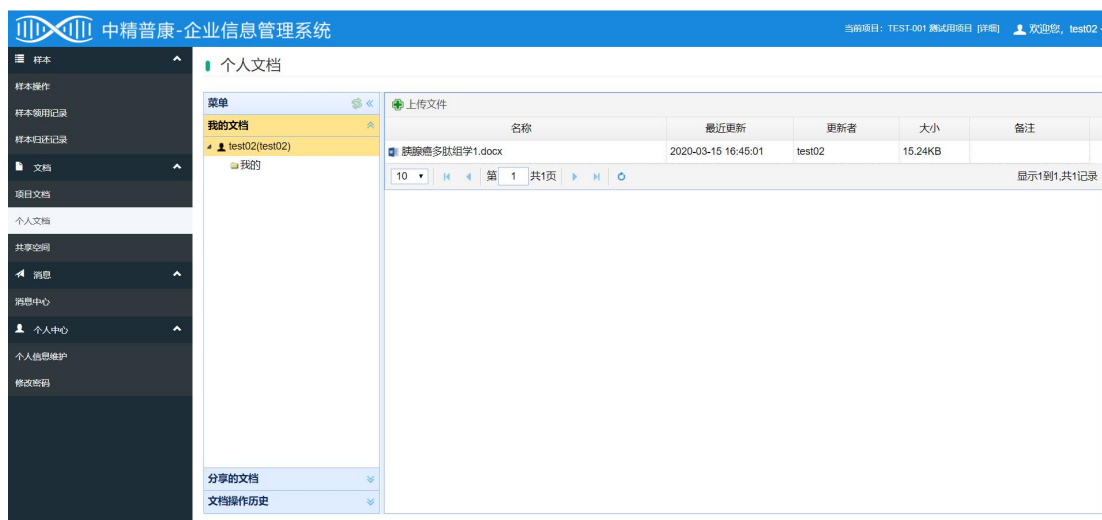 中精普康-企业信息管理系统
当前项目：TEST-001 测试用项目 [详细] 欢迎您，test02
样本
样本操作
样本领用记录
样本归还记录
文档
项目文档
个人文档
共享空间
消息
消息中心
个人中心
个人信息维护
修改密码
个人文档
菜单
我的文档
test02(test02)
我的
分享的文档
文档操作历史
上传文件
名称 最近更新 更新者 大小 备注
胰腺癌多肽组学1.docx 2020-03-15 16:45:01 test02 15.24KB
10 第 1 共1页 显示1到1,共1记录